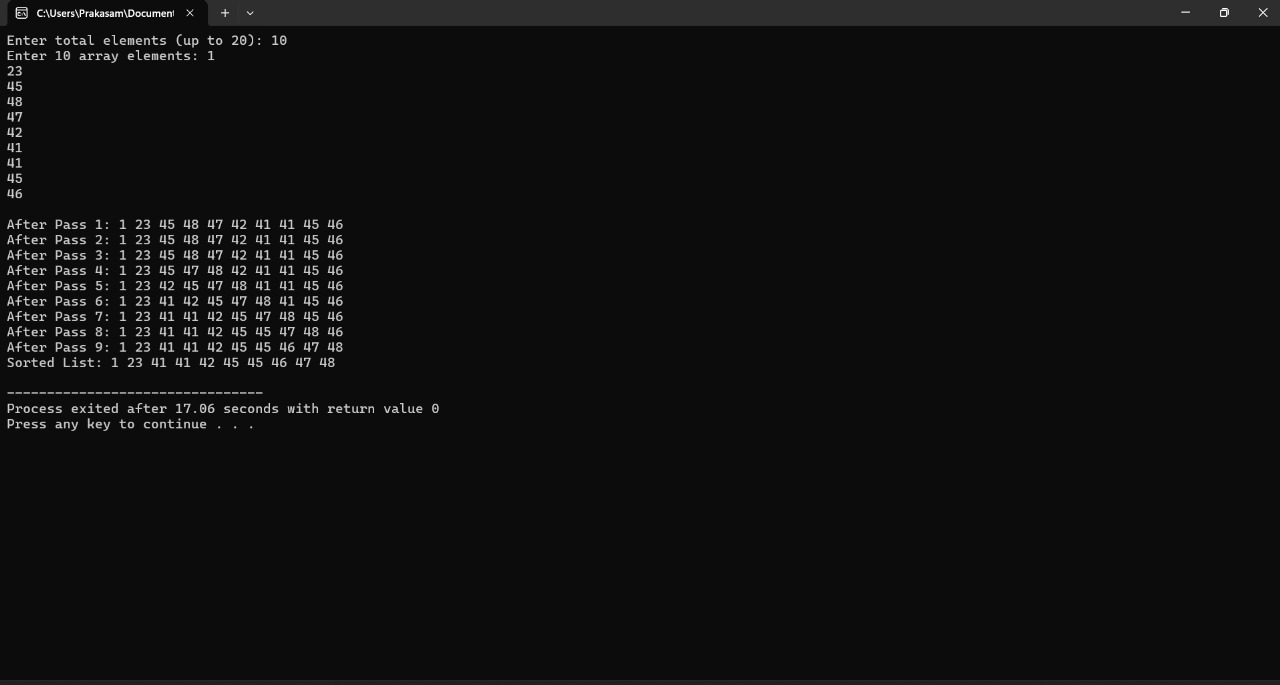 C:\Users\Prakasam\Document
Enter total elements (up to 20): 10
Enter 10 array elements: 1
23
45
48
47
42
41
41
45
46
After Pass 1: 1 23 45 48 47 42 41 41 45 46
After Pass 2: 1 23 45 48 47 42 41 41 45 46
After Pass 3: 1 23 45 48 47 42 41 41 45 46
After Pass 4: 1 23 45 47 48 42 41 41 45 46
After Pass 5: 1 23 42 45 47 48 41 41 45 46
After Pass 6: 1 23 41 42 45 47 48 41 45 46
After Pass 7: 1 23 41 41 42 45 47 48 45 46
After Pass 8: 1 23 41 41 42 45 45 47 48 46
After Pass 9: 1 23 41 41 42 45 45 46 47 48
Sorted List: 1 23 41 41 42 45 45 46 47 48
--------------------------------
Process exited after 17.06 seconds with return value 0
Press any key to continue . . .